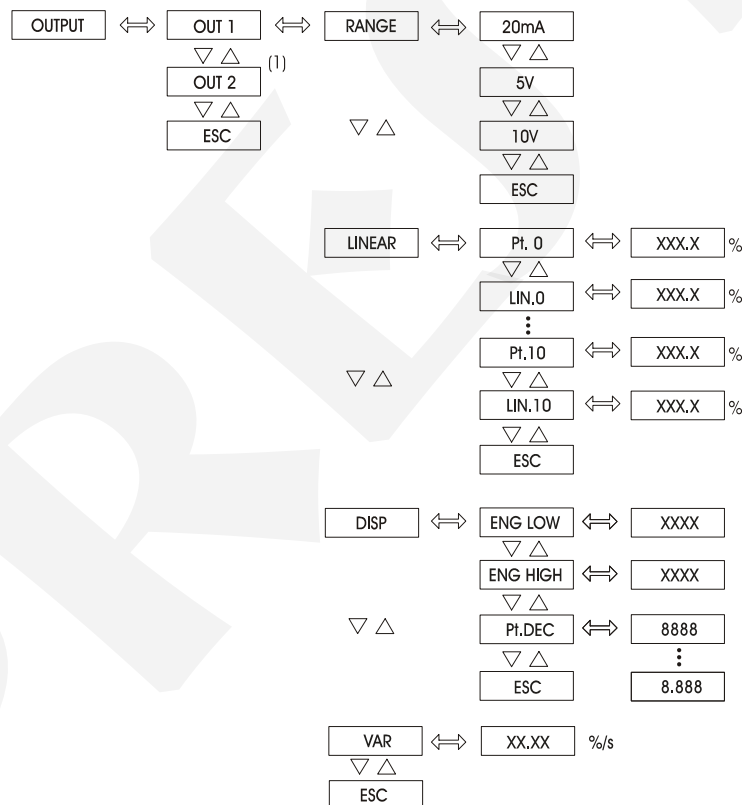 OUTPUT OUT 1 RANGE 20mA
(1)
OUT 2 5V
ESC 10V
ESC
LINEAR Pt. 0 XXX.X %
LIN.0 XXX.X %
Pt.10 XXX.X %
LIN.10 XXX.X %
ESC
DISP ENG LOW XXXX
ENG HIGH XXXX
Pt.DEC 8888
ESC 8.888
VAR XX.XX %/s
ESC